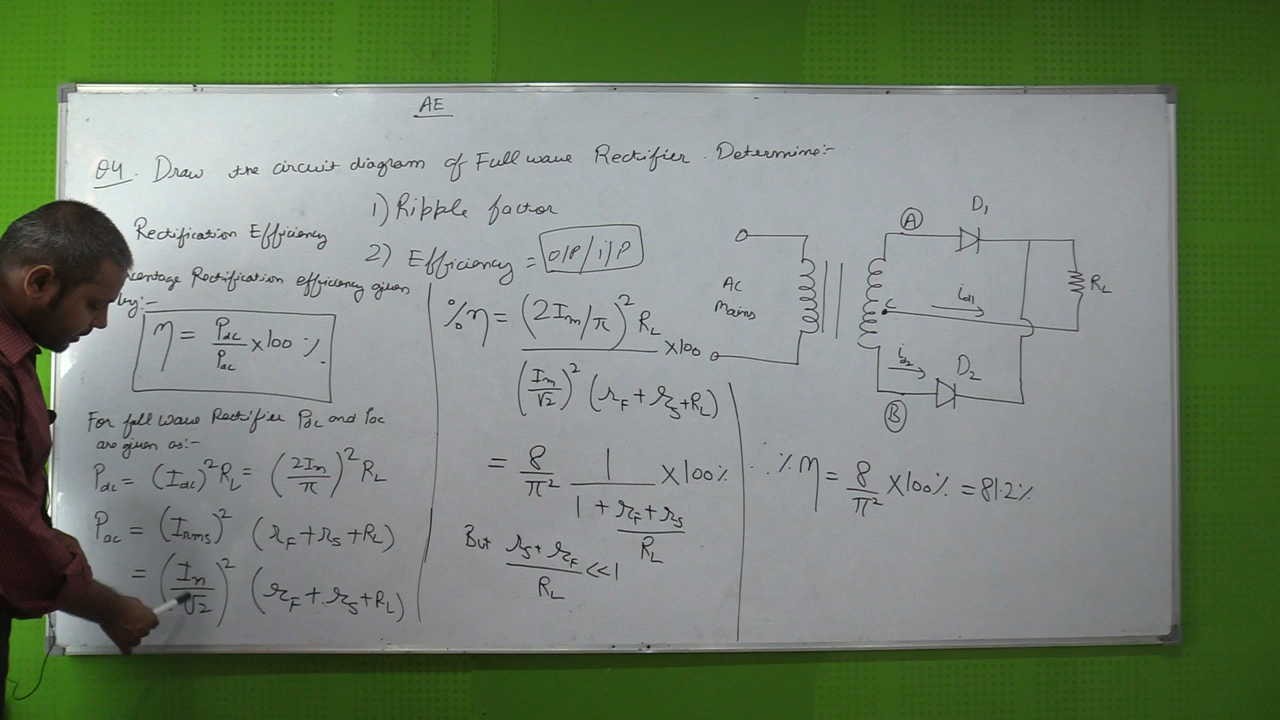 AE
Q4. Draw the circuit diagram of Full wave Rectifier. Determine:-
1) Ripple factor
2) Efficiency = O/P / I/P
Rectification Efficiency
Rectification efficiency given
by:-
η = Pdc/Pac × 100 %.
For full wave Rectifier Pdc and Pac
are given as:-
Pdc = (Idc)² RL = (2Im/π)² RL
Pac = (Irms)² (rF + rS + RL)
= (Im/√2)² (rF + rS + RL)
%η = (2Im/π)² RL / (Im/√2)² (rF + rS + RL) × 100
= 8/π² 1/(1 + (rF + rS)/RL) × 100%
But (rS + rF)/RL << 1
∴ %η = 8/π² × 100% = 81.2%
AC
Mains
A
D1
RL
C
id1
id2
D2
B